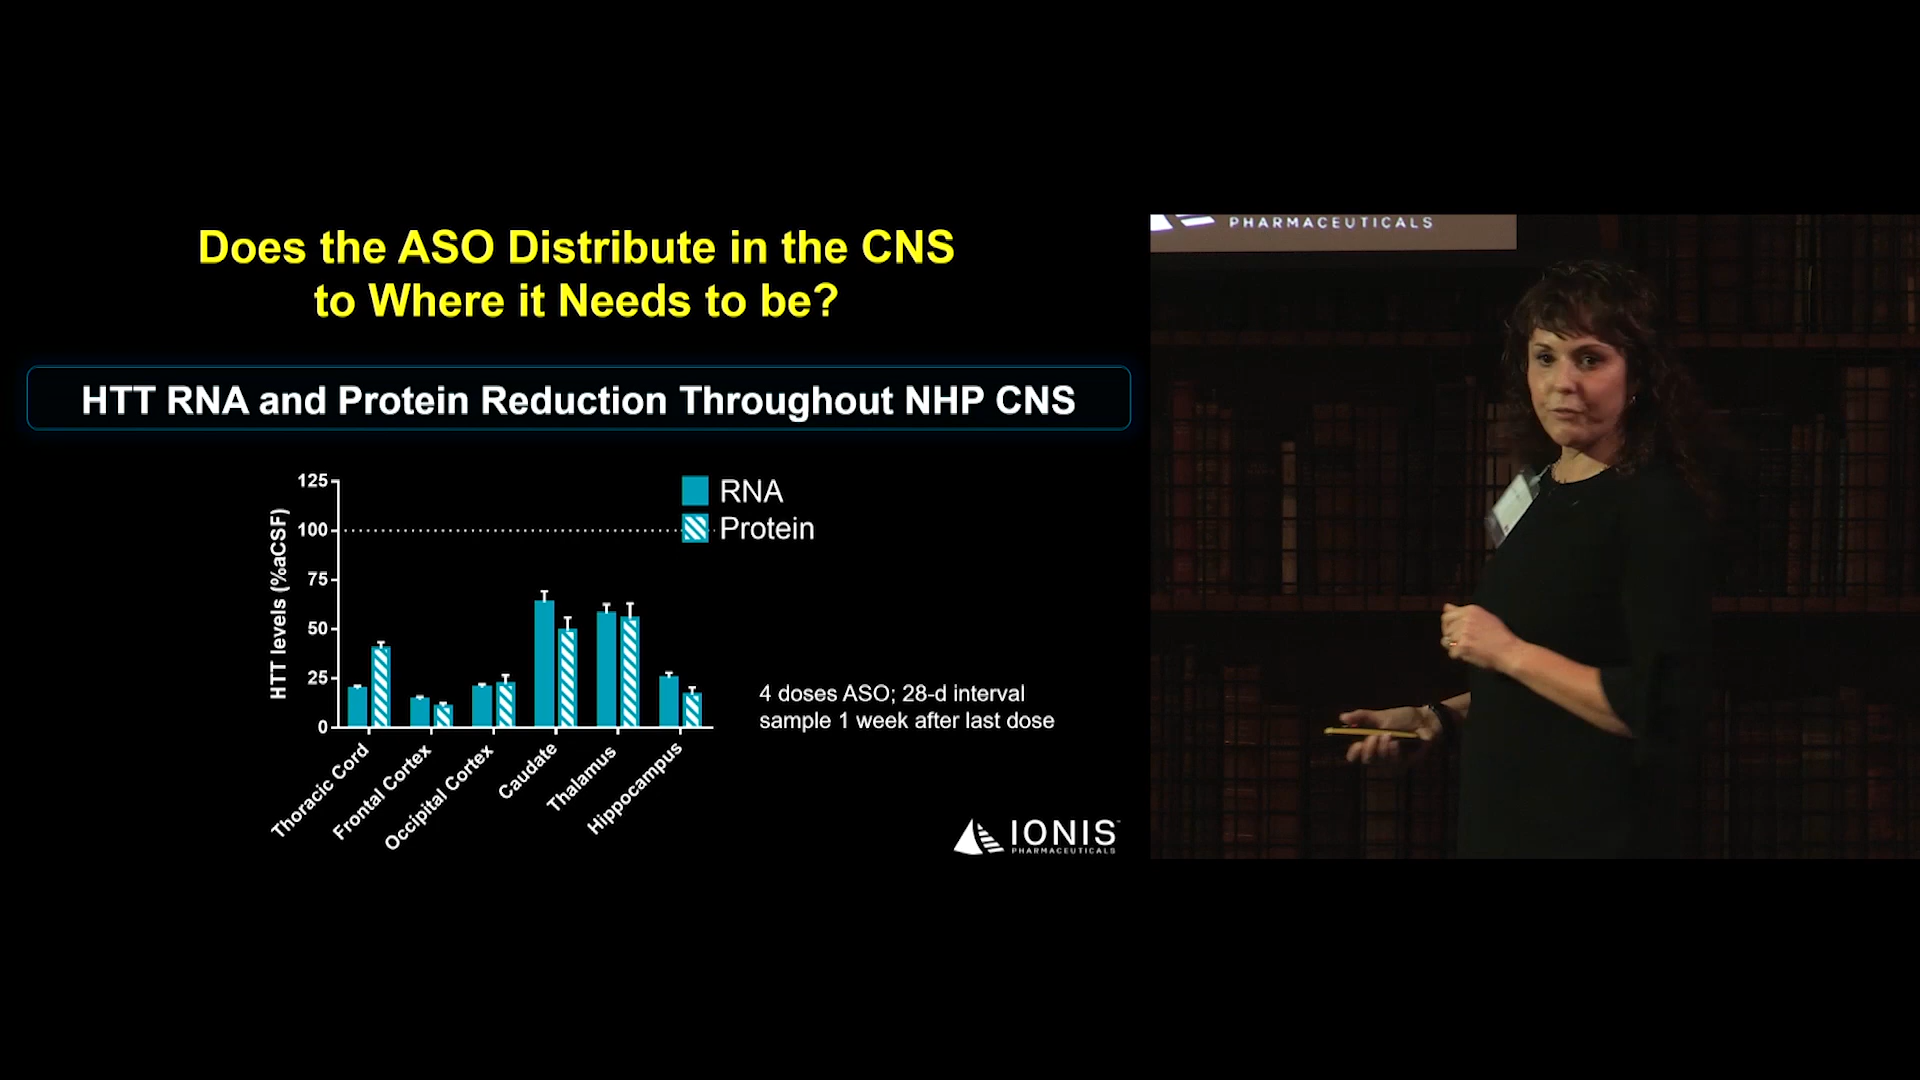 Does the ASO Distribute in the CNS
to Where it Needs to be?
HTT RNA and Protein Reduction Throughout NHP CNS
HTT levels (%aCSF)
125
100
75
50
25
0
RNA
Protein
Thoracic Cord
Frontal Cortex
Occipital Cortex
Caudate
Thalamus
Hippocampus
4 doses ASO; 28-d interval
sample 1 week after last dose
IONIS™
PHARMACEUTICALS
PHARMACEUTICALS